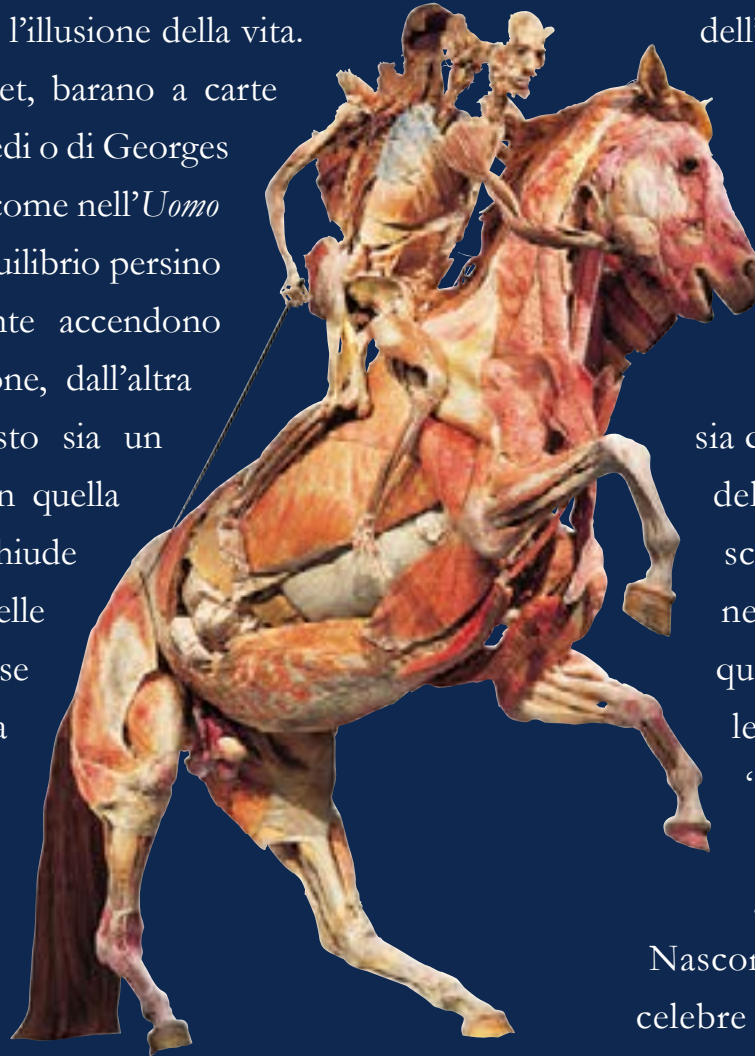 l'illusione della vita.
et, barano a carte
edi o di Georges
come nell'Uomo
uilibrio persino
nte accendono
one, dall'altra
sto sia un
n quella
hiude
elle
se
a
dell'
sia c
del
sc
ne
qu
le
‘
Nascon
celebre